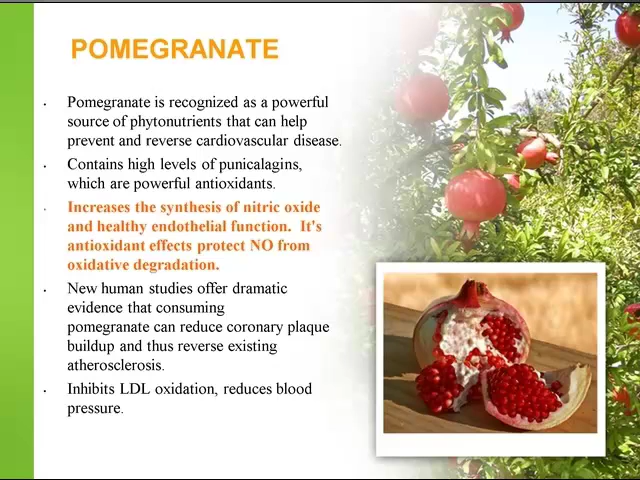 POMEGRANATE
Pomegranate is recognized as a powerful
source of phytonutrients that can help
prevent and reverse cardiovascular disease.
Contains high levels of punicalagins,
which are powerful antioxidants.
Increases the synthesis of nitric oxide
and healthy endothelial function.  It's
antioxidant effects protect NO from
oxidative degradation.
New human studies offer dramatic
evidence that consuming
pomegranate can reduce coronary plaque
buildup and thus reverse existing
atherosclerosis.
Inhibits LDL oxidation, reduces blood
pressure.